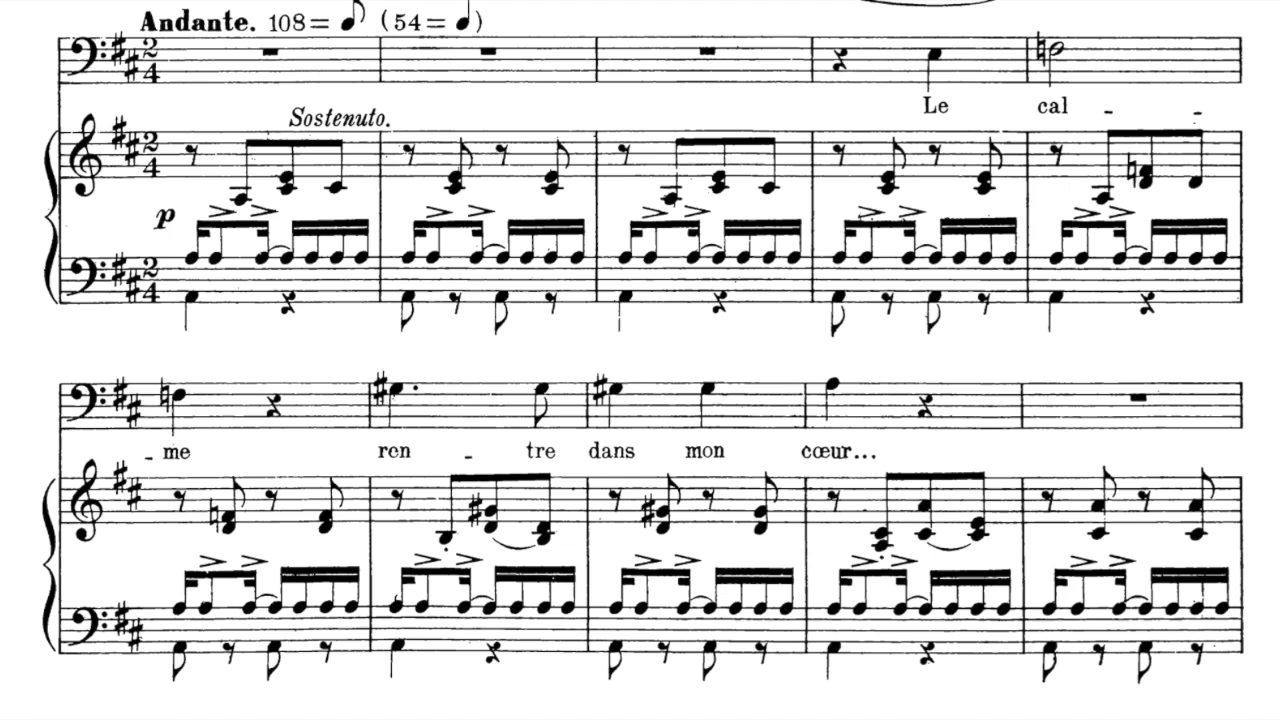 Andante. 108 = ♪ (54 = ♩)
Le cal - -
Sostenuto.
p
- me ren - tre dans mon cœur...